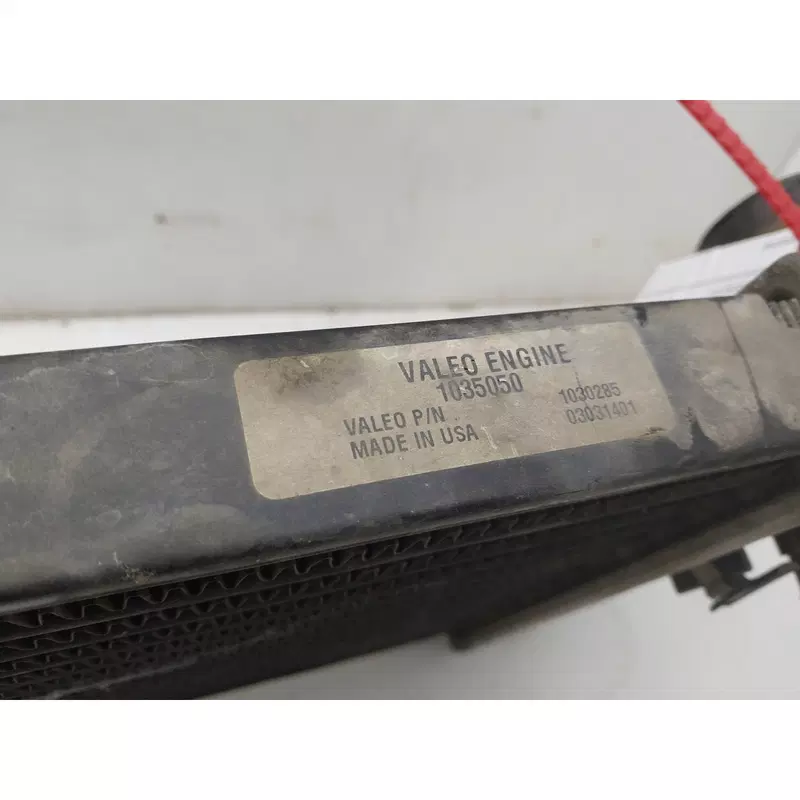 VALEO ENGINE
1035050
VALEO P/N 1030285
MADE IN USA 03031401